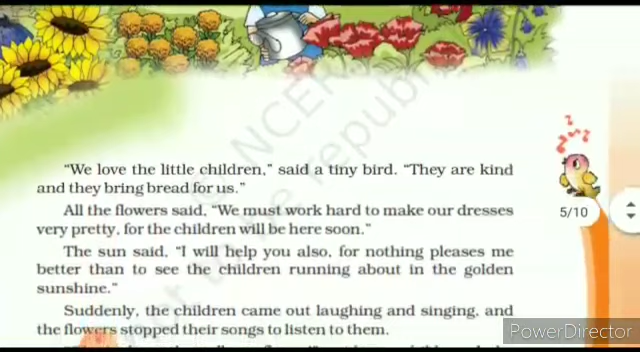 "We love the little children," said a tiny bird. "They are kind
and they bring bread for us."
All the flowers said, "We must work hard to make our dresses
very pretty, for the children will be here soon."
The sun said, "I will help you also, for nothing pleases me
better than to see the children running about in the golden
sunshine."
Suddenly, the children came out laughing and singing, and
the flowers stopped their songs to listen to them.
5/10
PowerDirector